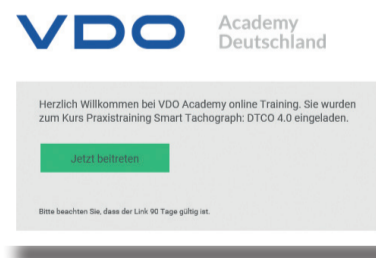 VDO Academy
Deutschland
Herzlich Willkommen bei VDO Academy online Training. Sie wurden
zum Kurs Praxistraining Smart Tachograph: DTCO 4.0 eingeladen.
Jetzt beitreten
Bitte beachten Sie, dass der Link 90 Tage gültig ist.